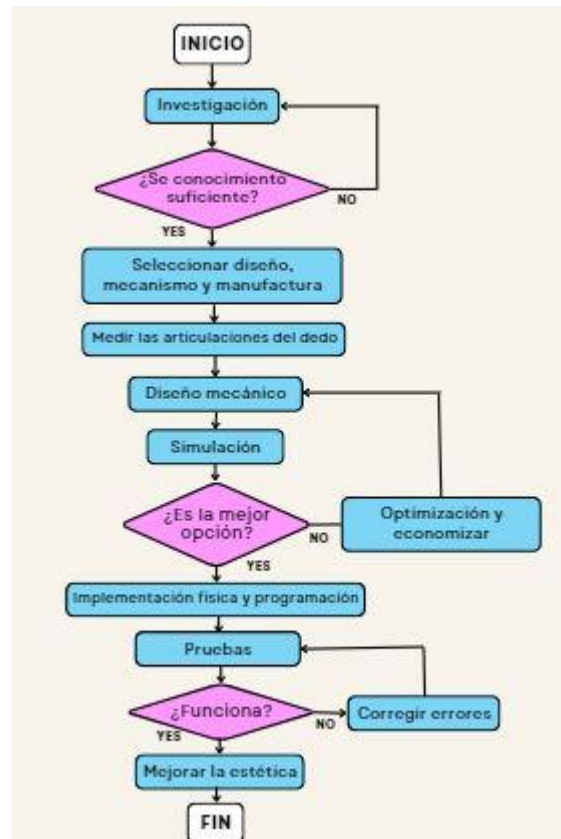 INICIO
Investigación
¿Se conocimiento
suficiente?
NO
YES
Seleccionar diseño,
mecanismo y manufactura
Medir las articulaciones del dedo
Diseño mecánico
Simulación
¿Es la mejor
opción?
NO
Optimización y
economizar
YES
Implementación física y programación
Pruebas
¿Funciona?
NO
Corregir errores
YES
Mejorar la estética
FIN